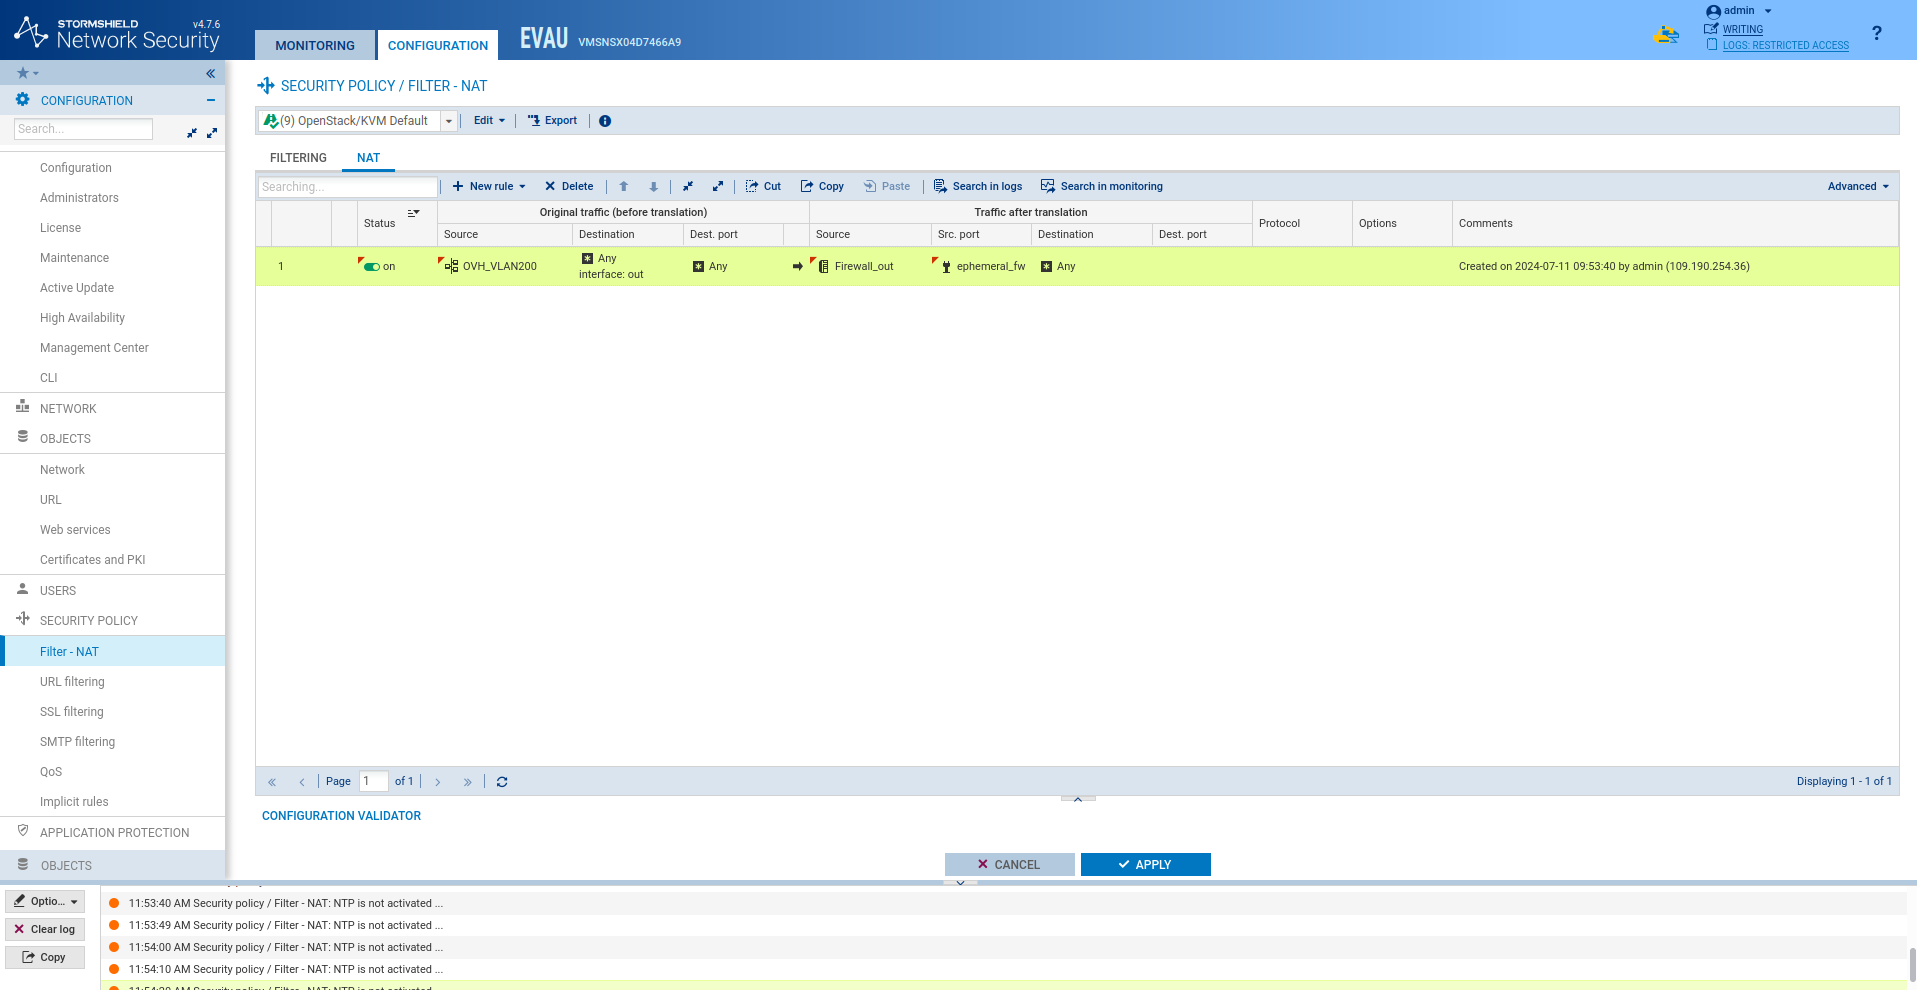 STORMSHIELD
v4.7.6
Network Security
MONITORING
CONFIGURATION
EVAU
VMSNSX04D7466A9
admin
WRITING
LOGS: RESTRICTED ACCESS
?
CONFIGURATION
Search...
Configuration
Administrators
License
Maintenance
Active Update
High Availability
Management Center
CLI
NETWORK
OBJECTS
Network
URL
Web services
Certificates and PKI
USERS
SECURITY POLICY
Filter - NAT
URL filtering
SSL filtering
SMTP filtering
QoS
Implicit rules
APPLICATION PROTECTION
OBJECTS
SECURITY POLICY / FILTER - NAT
(9) OpenStack/KVM Default
Edit
Export
FILTERING
NAT
Searching...
New rule
Delete
Cut
Copy
Paste
Search in logs
Search in monitoring
Advanced
Status
Original traffic (before translation)
Traffic after translation
Protocol
Options
Comments
Source
Destination
Dest. port
Source
Src. port
Destination
Dest. port
1
on
OVH_VLAN200
Any
interface: out
Any
Firewall_out
ephemeral_fw
Any
Created on 2024-07-11 09:53:40 by admin (109.190.254.36)
Page
1
of 1
Displaying 1 - 1 of 1
CONFIGURATION VALIDATOR
CANCEL
APPLY
Optio...
Clear log
Copy
11:53:40 AM Security policy / Filter - NAT: NTP is not activated ...
11:53:49 AM Security policy / Filter - NAT: NTP is not activated ...
11:54:00 AM Security policy / Filter - NAT: NTP is not activated ...
11:54:10 AM Security policy / Filter - NAT: NTP is not activated ...